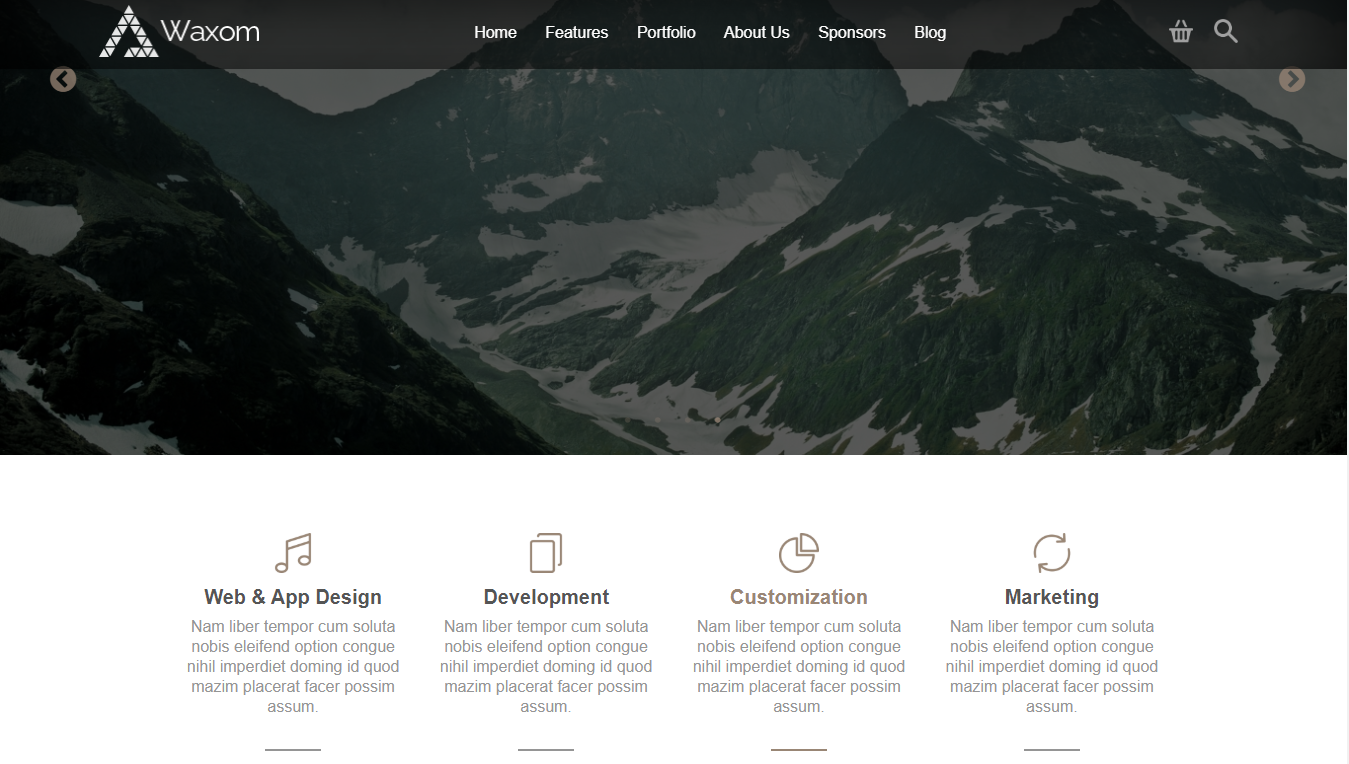 Waxom
Home Features Portfolio About Us Sponsors Blog
Web & App Design
Nam liber tempor cum soluta
nobis eleifend option congue
nihil imperdiet doming id quod
mazim placerat facer possim
assum.
Development
Nam liber tempor cum soluta
nobis eleifend option congue
nihil imperdiet doming id quod
mazim placerat facer possim
assum.
Customization
Nam liber tempor cum soluta
nobis eleifend option congue
nihil imperdiet doming id quod
mazim placerat facer possim
assum.
Marketing
Nam liber tempor cum soluta
nobis eleifend option congue
nihil imperdiet doming id quod
mazim placerat facer possim
assum.